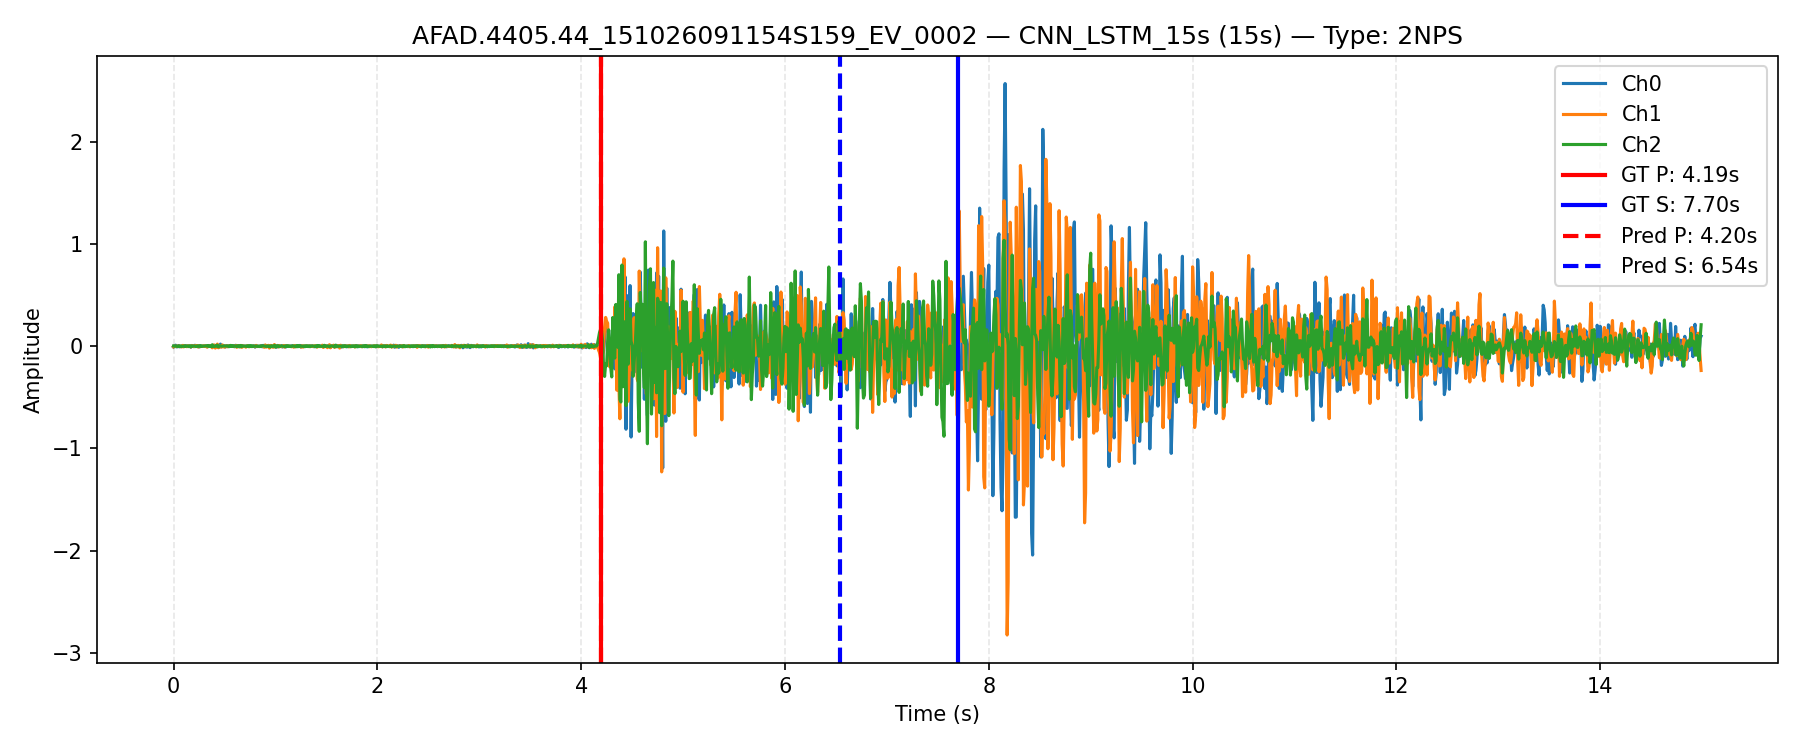 AFAD.4405.44_151026091154S159_EV_0002 — CNN_LSTM_15s (15s) — Type: 2NPS
Ch0
Ch1
Ch2
GT P: 4.19s
GT S: 7.70s
Pred P: 4.20s
Pred S: 6.54s
Amplitude
2
1
0
−1
−2
−3
0 2 4 6 8 10 12 14
Time (s)